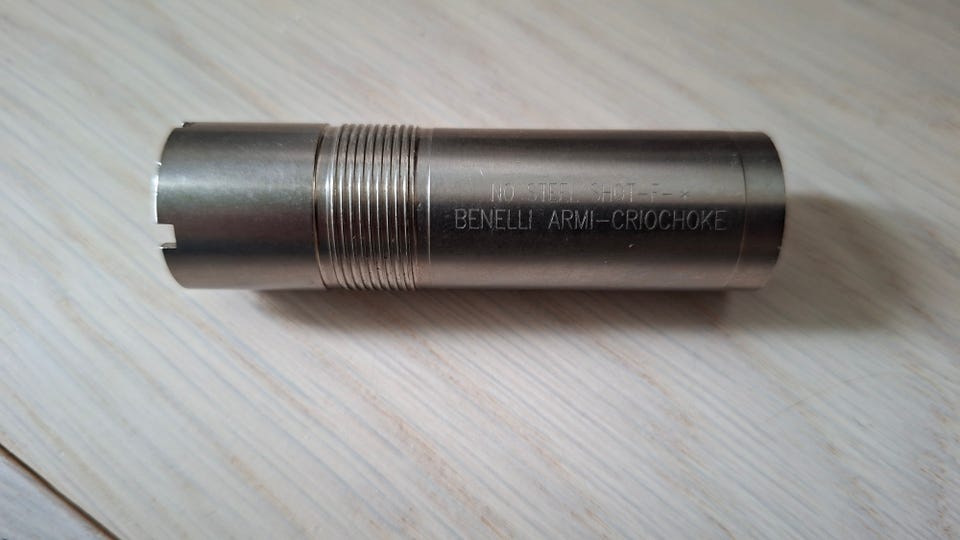 NO STEEL SHOT-F-*
BENELLI ARMI-CRIOCHOKE